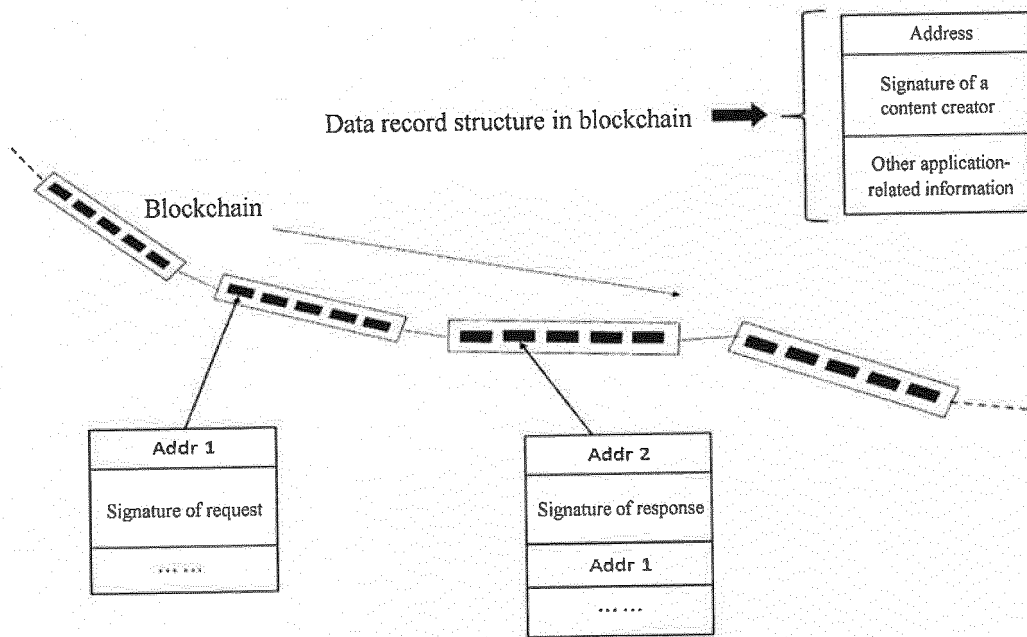 Address
Signature of a
content creator
Data record structure in blockchain
Other application-
related information
Blockchain
Addr 1
Signature of request
... ...
Addr 2
Signature of response
Addr 1
... ...